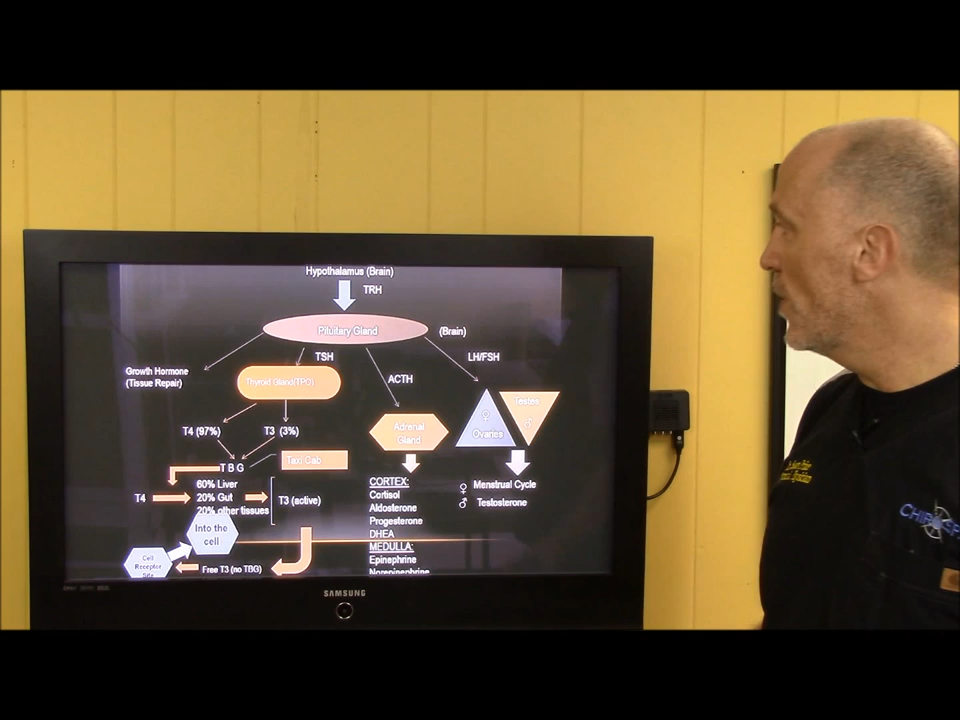 Hypothalamus (Brain)
TRH
Pituitary Gland
(Brain)
TSH
LH/FSH
Growth Hormone
(Tissue Repair)
Thyroid Gland(TPO)
ACTH
Testes
♀
♂
Adrenal
Gland
Ovaries
T4 (97%)
T3 (3%)
T B G
Taxi Cab
60% Liver
T4
20% Gut
20% other tissues
T3 (active)
CORTEX:
Cortisol
Aldosterone
Progesterone
DHEA
MEDULLA:
Epinephrine
Norepinephrine
♀ Menstrual Cycle
♂ Testosterone
Into the
cell
Cell
Receptor
Site
Free T3 (no TBG)
SAMSUNG